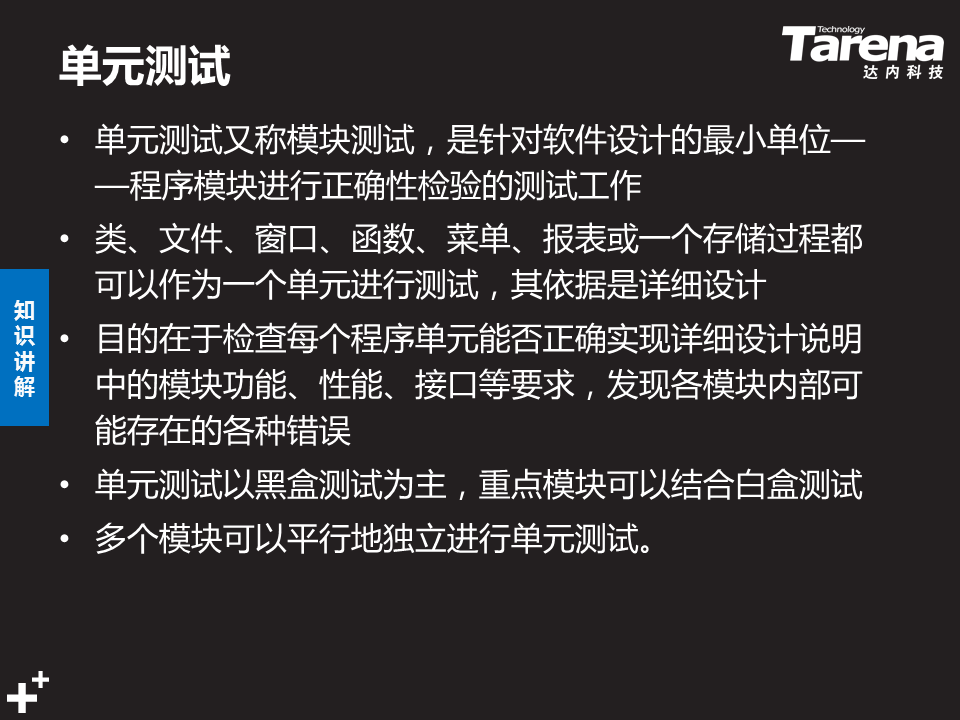 单元测试
Technology
Tarena
达内科技
• 单元测试又称模块测试，是针对软件设计的最小单位—
—程序模块进行正确性检验的测试工作
• 类、文件、窗口、函数、菜单、报表或一个存储过程都
可以作为一个单元进行测试，其依据是详细设计
• 目的在于检查每个程序单元能否正确实现详细设计说明
中的模块功能、性能、接口等要求，发现各模块内部可
能存在的各种错误
• 单元测试以黑盒测试为主，重点模块可以结合白盒测试
• 多个模块可以平行地独立进行单元测试。
知
识
讲
解